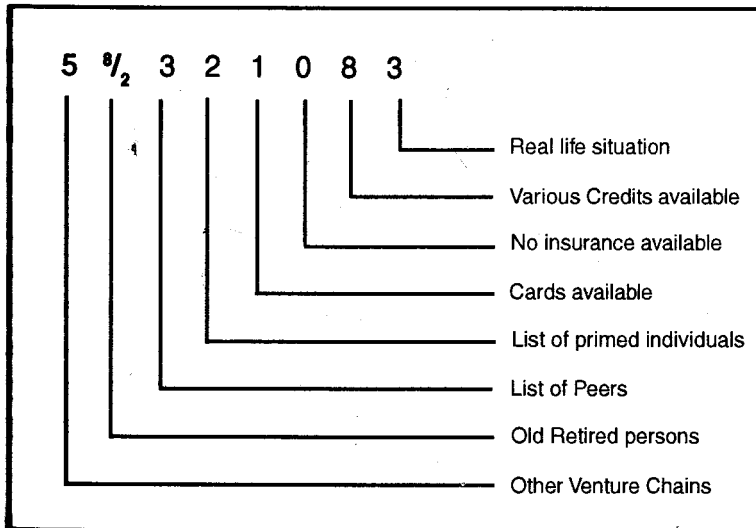 5 8/2 3 2 1 0 8 3
Real life situation
Various Credits available
No insurance available
Cards available
List of primed individuals
List of Peers
Old Retired persons
Other Venture Chains